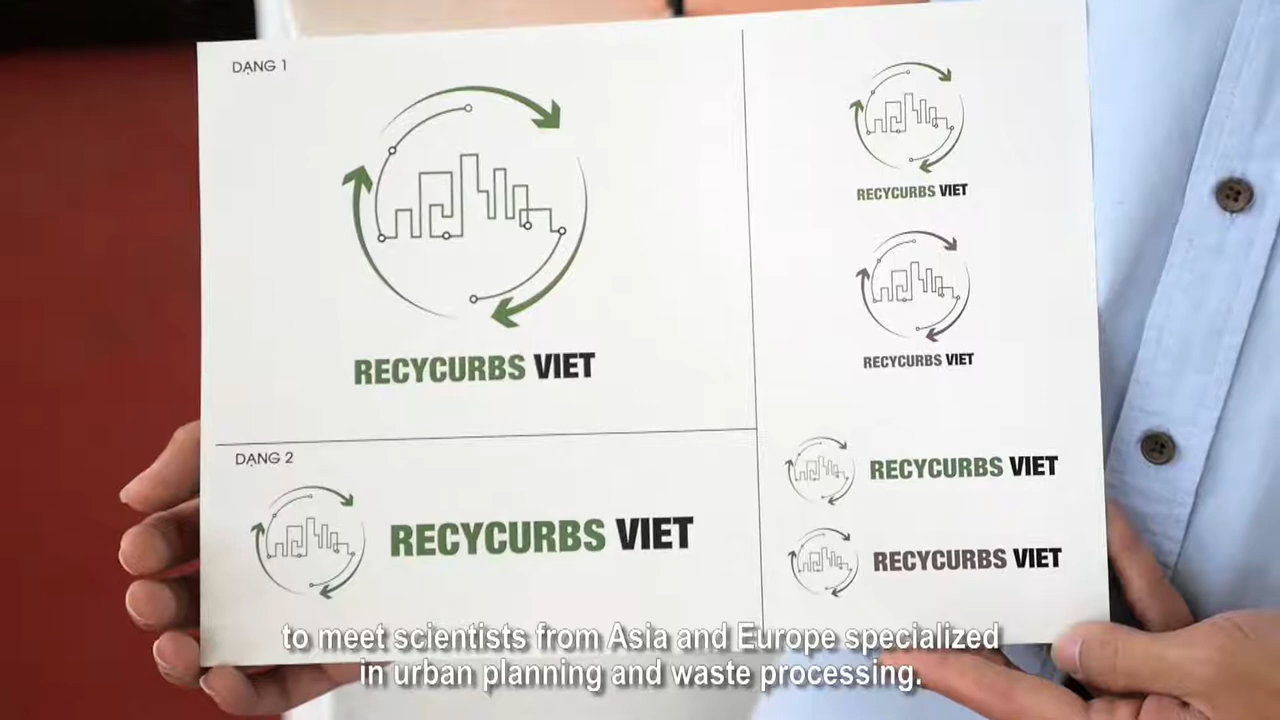 DẠNG 1
RECYCURBS VIET
DẠNG 2
RECYCURBS VIET
RECYCURBS VIET
RECYCURBS VIET
RECYCURBS VIET
RECYCURBS VIET
to meet scientists from Asia and Europe specialized
in urban planning and waste processing.